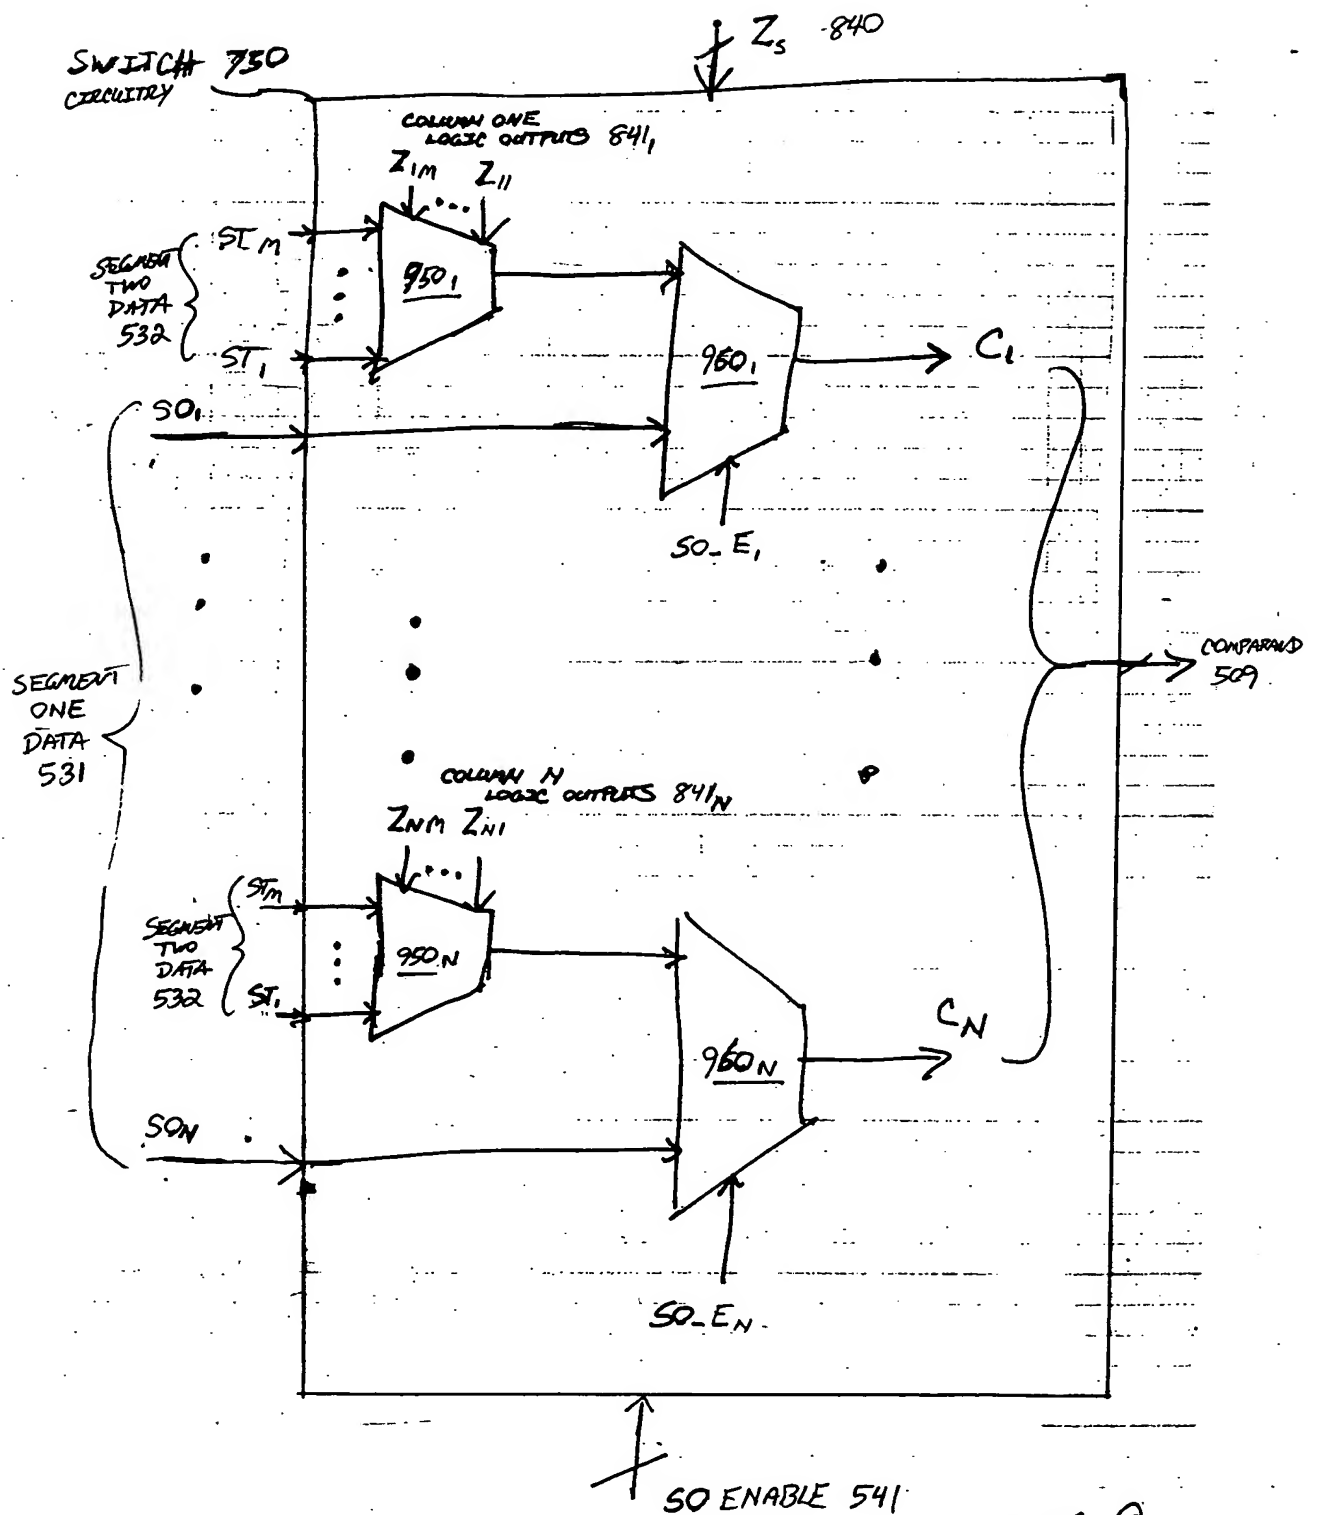 Zs 840
SWITCH 750
CIRCUITRY
COLUMN ONE
LOGIC OUTPUTS 841₁
Z₁M ... Z₁₁
STM
SEGMENT
TWO
DATA
532
950₁
ST₁
960₁
C₁
SO₁
SO_E₁
COMPARAND
509
SEGMENT
ONE
DATA
531
COLUMN N
LOGIC OUTPUTS 841N
ZNM ... ZN1
STM
SEGMENT
TWO
DATA
532
950N
ST₁
960N
CN
SON
SO_EN
SO ENABLE 541